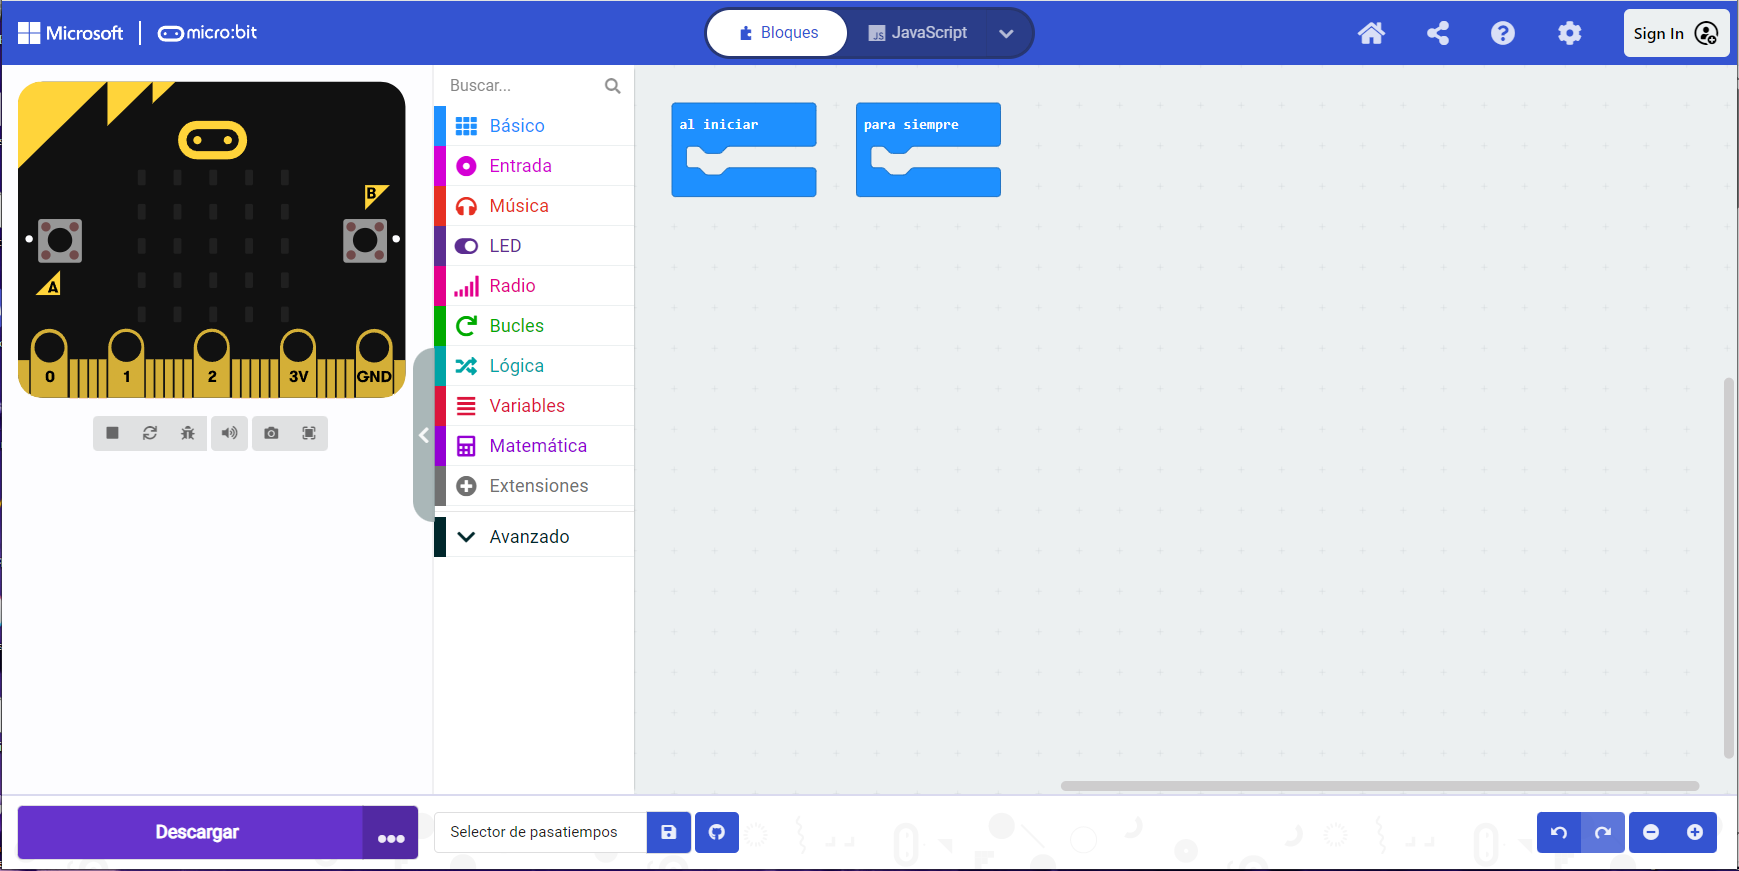 Microsoft micro:bit
Bloques
JavaScript
Sign In
B
A
0 1 2 3V GND
Buscar...
Básico
Entrada
Música
LED
Radio
Bucles
Lógica
Variables
Matemática
Extensiones
Avanzado
al iniciar
para siempre
Descargar
Selector de pasatiempos